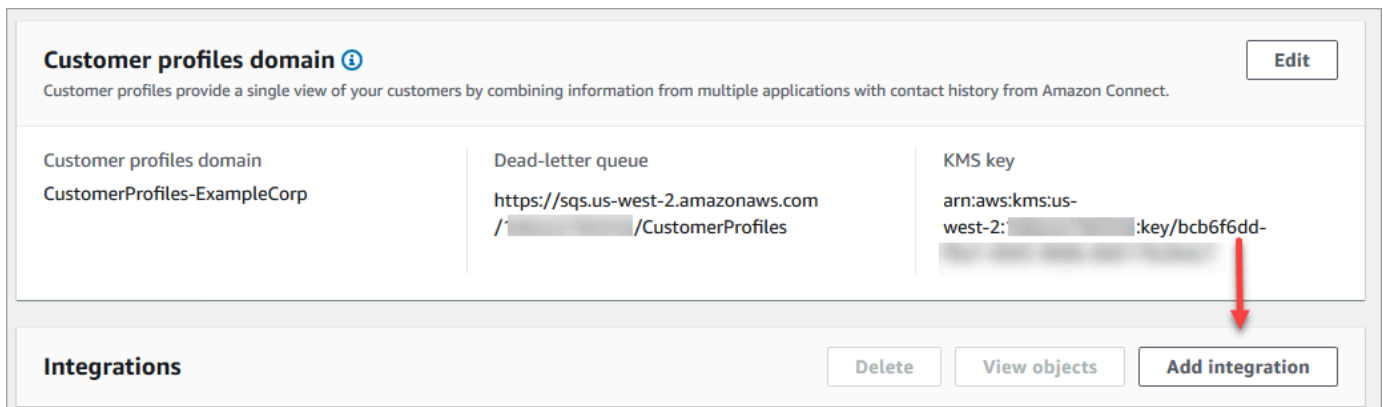 Customer profiles domain
Edit
Customer profiles provide a single view of your customers by combining information from multiple applications with contact history from Amazon Connect.
Customer profiles domain
CustomerProfiles-ExampleCorp
Dead-letter queue
https://sqs.us-west-2.amazonaws.com
/ /CustomerProfiles
KMS key
arn:aws:kms:us-
west-2: :key/bcb6f6dd-
Integrations
Delete
View objects
Add integration